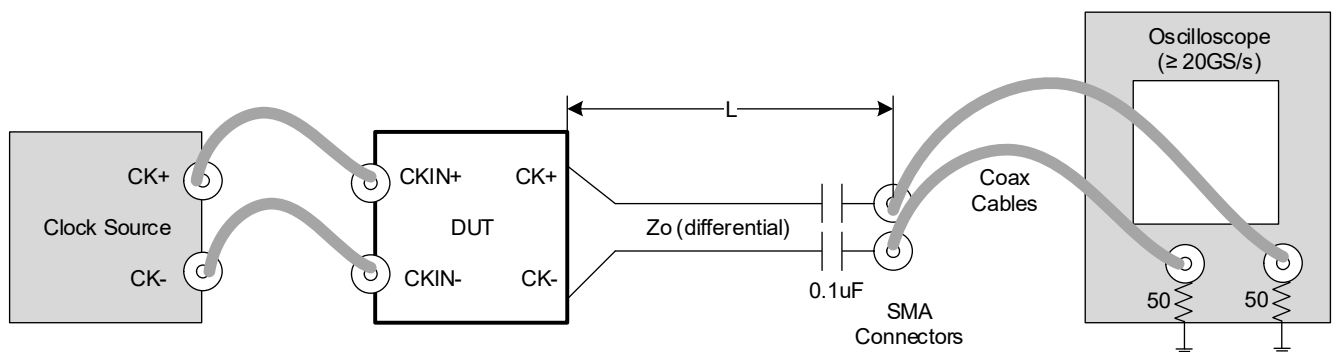 Oscilloscope
(≥ 20GS/s)
L
CK+
CKIN+
CK+
Coax
Cables
Clock Source
DUT
Zo (differential)
CK-
CKIN-
CK-
0.1uF
50
50
SMA
Connectors